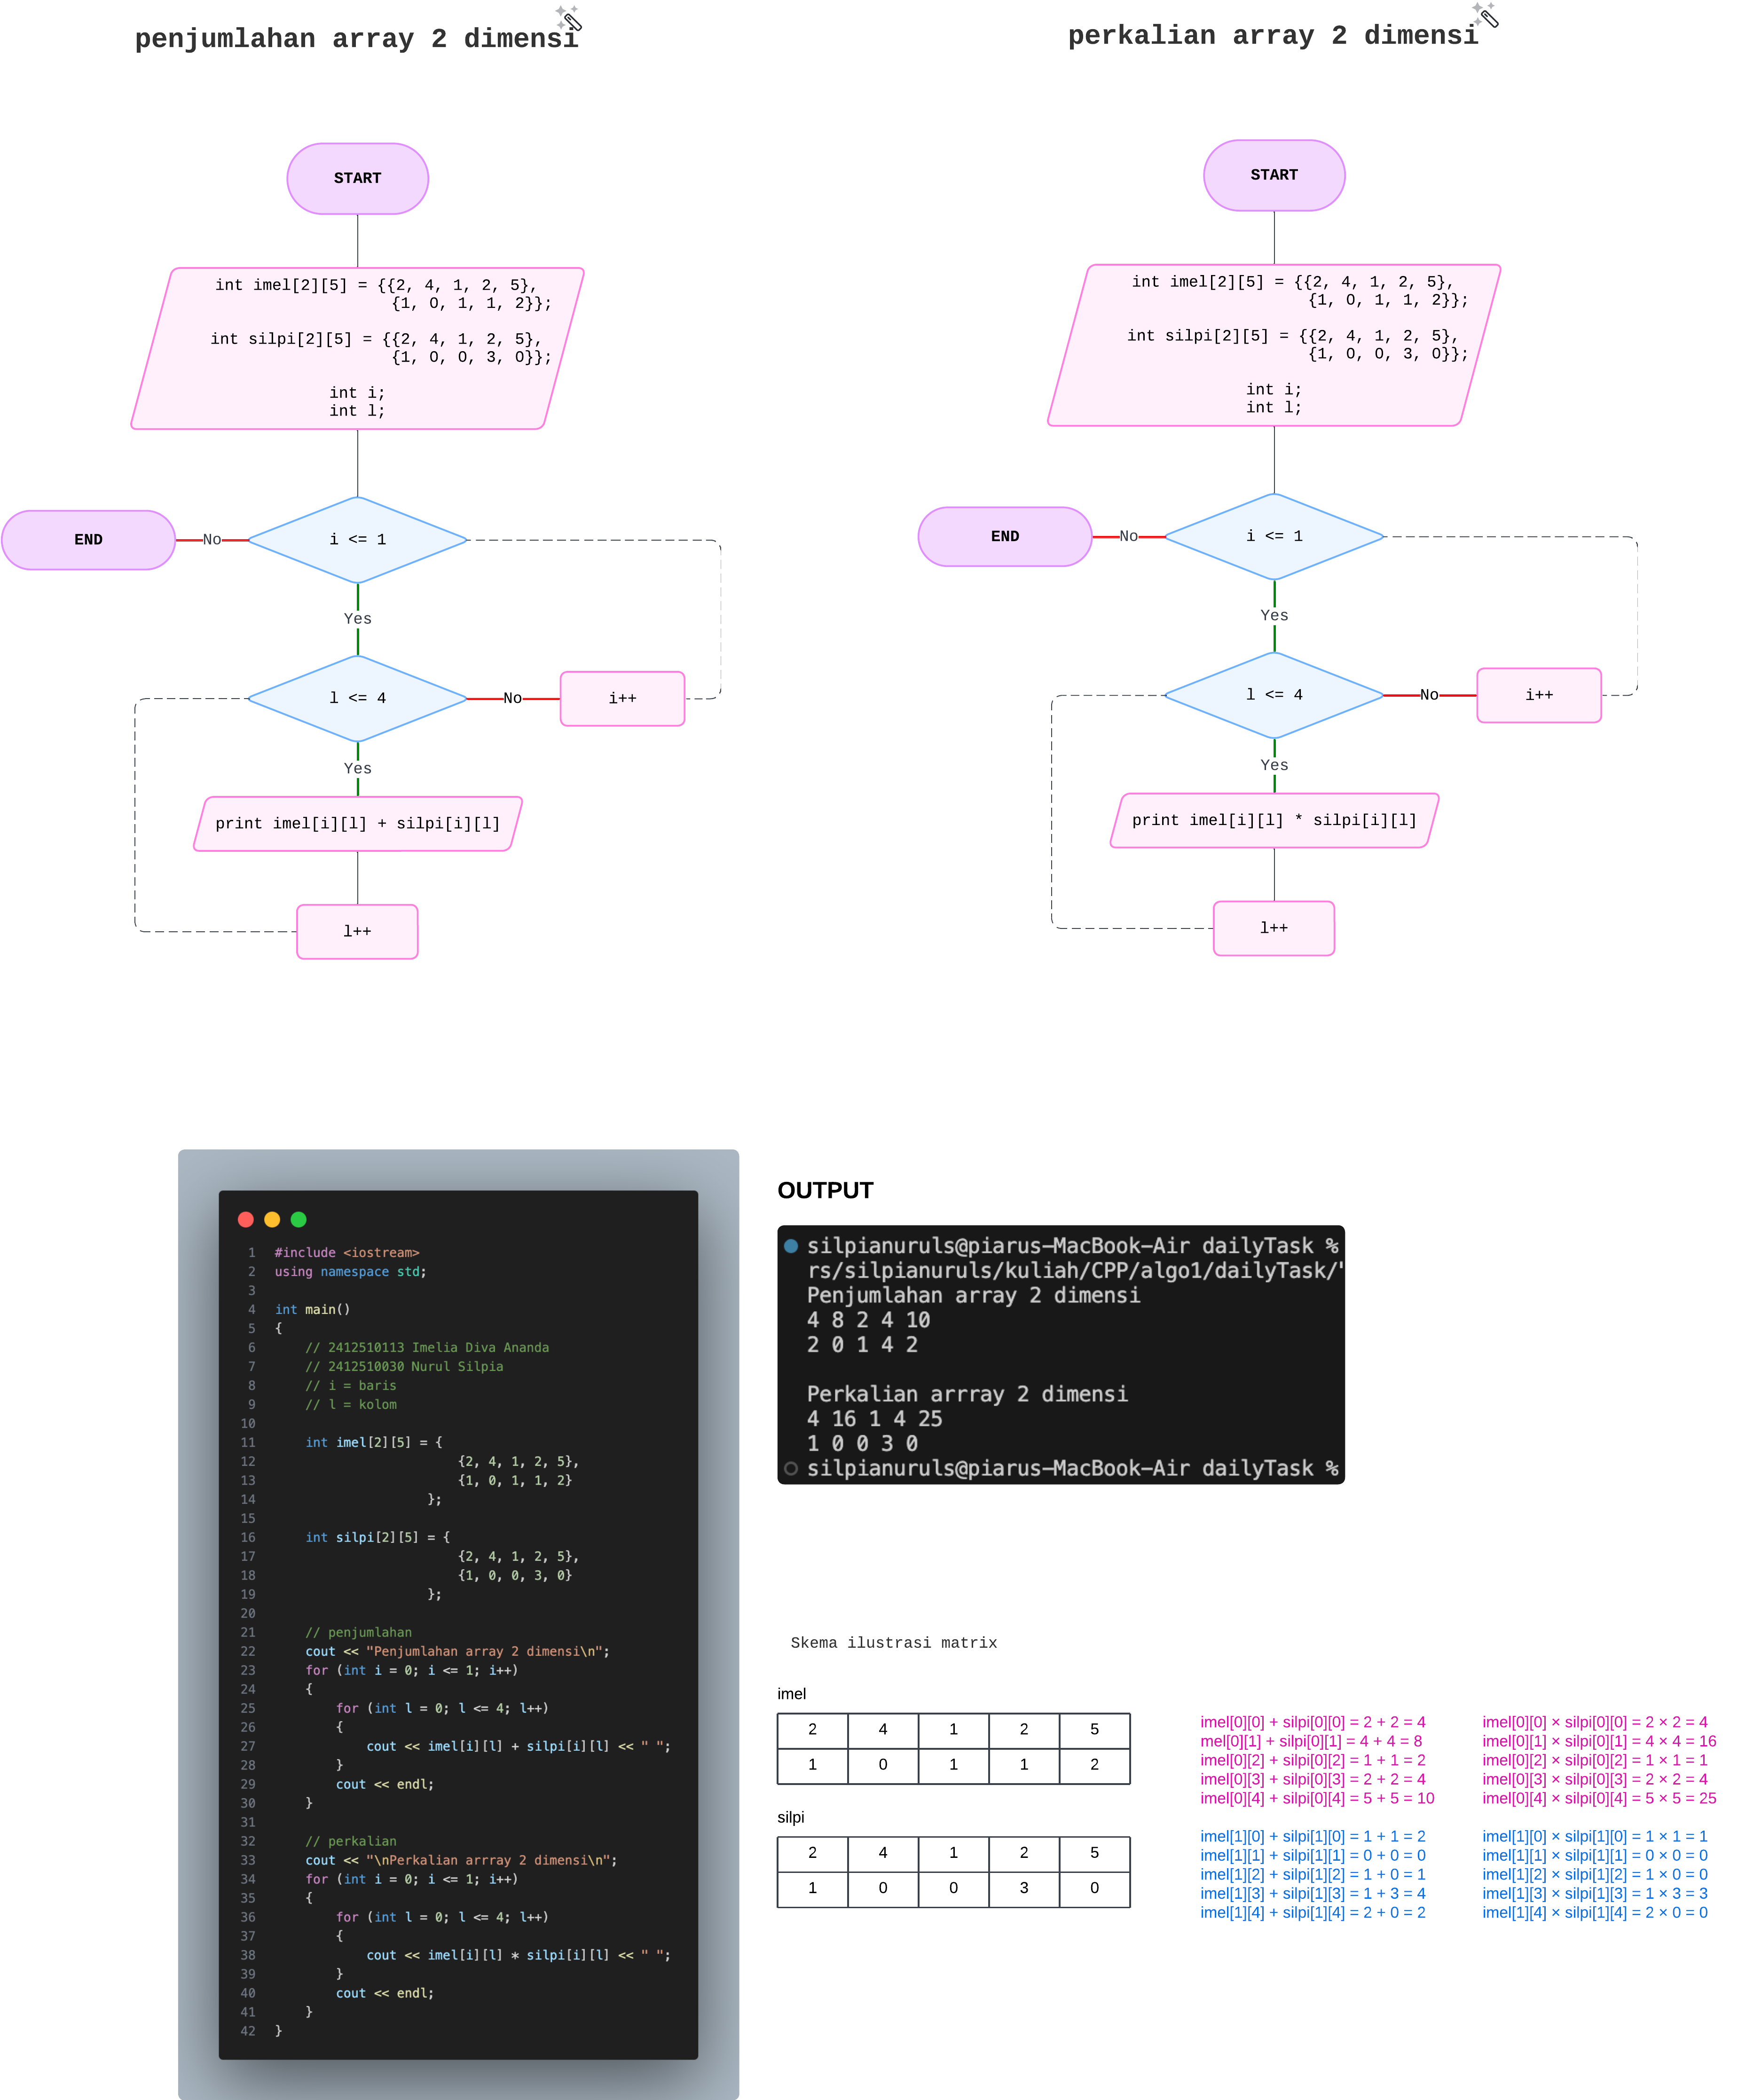 penjumlahan array 2 dimensi
START
int imel[2][5] = {{2, 4, 1, 2, 5},
{1, 0, 1, 1, 2}};
int silpi[2][5] = {{2, 4, 1, 2, 5},
{1, 0, 0, 3, 0}};
int i;
int l;
END
No
i <= 1
Yes
l <= 4
No
i++
Yes
print imel[i][l] + silpi[i][l]
l++
perkalian array 2 dimensi
START
int imel[2][5] = {{2, 4, 1, 2, 5},
{1, 0, 1, 1, 2}};
int silpi[2][5] = {{2, 4, 1, 2, 5},
{1, 0, 0, 3, 0}};
int i;
int l;
END
No
i <= 1
Yes
l <= 4
No
i++
Yes
print imel[i][l] * silpi[i][l]
l++
1 #include <iostream>
2 using namespace std;
3
4 int main()
5 {
6 // 2412510113 Imelia Diva Ananda
7 // 2412510030 Nurul Silpia
8 // i = baris
9 // l = kolom
10
11 int imel[2][5] = {
12 {2, 4, 1, 2, 5},
13 {1, 0, 1, 1, 2}
14 };
15
16 int silpi[2][5] = {
17 {2, 4, 1, 2, 5},
18 {1, 0, 0, 3, 0}
19 };
20
21 // penjumlahan
22 cout << "Penjumlahan array 2 dimensi\n";
23 for (int i = 0; i <= 1; i++)
24 {
25 for (int l = 0; l <= 4; l++)
26 {
27 cout << imel[i][l] + silpi[i][l] << " ";
28 }
29 cout << endl;
30 }
31
32 // perkalian
33 cout << "\nPerkalian arrray 2 dimensi\n";
34 for (int i = 0; i <= 1; i++)
35 {
36 for (int l = 0; l <= 4; l++)
37 {
38 cout << imel[i][l] * silpi[i][l] << " ";
39 }
40 cout << endl;
41 }
42 }
OUTPUT
silpianuruls@piarus-MacBook-Air dailyTask %
rs/silpianuruls/kuliah/CPP/algo1/dailyTask/"
Penjumlahan array 2 dimensi
4 8 2 4 10
2 0 1 4 2
Perkalian arrray 2 dimensi
4 16 1 4 25
1 0 0 3 0
silpianuruls@piarus-MacBook-Air dailyTask %
Skema ilustrasi matrix
imel
2 4 1 2 5
1 0 1 1 2
silpi
2 4 1 2 5
1 0 0 3 0
imel[0][0] + silpi[0][0] = 2 + 2 = 4
mel[0][1] + silpi[0][1] = 4 + 4 = 8
imel[0][2] + silpi[0][2] = 1 + 1 = 2
imel[0][3] + silpi[0][3] = 2 + 2 = 4
imel[0][4] + silpi[0][4] = 5 + 5 = 10
imel[1][0] + silpi[1][0] = 1 + 1 = 2
imel[1][1] + silpi[1][1] = 0 + 0 = 0
imel[1][2] + silpi[1][2] = 1 + 0 = 1
imel[1][3] + silpi[1][3] = 1 + 3 = 4
imel[1][4] + silpi[1][4] = 2 + 0 = 2
imel[0][0] × silpi[0][0] = 2 × 2 = 4
imel[0][1] × silpi[0][1] = 4 × 4 = 16
imel[0][2] × silpi[0][2] = 1 × 1 = 1
imel[0][3] × silpi[0][3] = 2 × 2 = 4
imel[0][4] × silpi[0][4] = 5 × 5 = 25
imel[1][0] × silpi[1][0] = 1 × 1 = 1
imel[1][1] × silpi[1][1] = 0 × 0 = 0
imel[1][2] × silpi[1][2] = 1 × 0 = 0
imel[1][3] × silpi[1][3] = 1 × 3 = 3
imel[1][4] × silpi[1][4] = 2 × 0 = 0